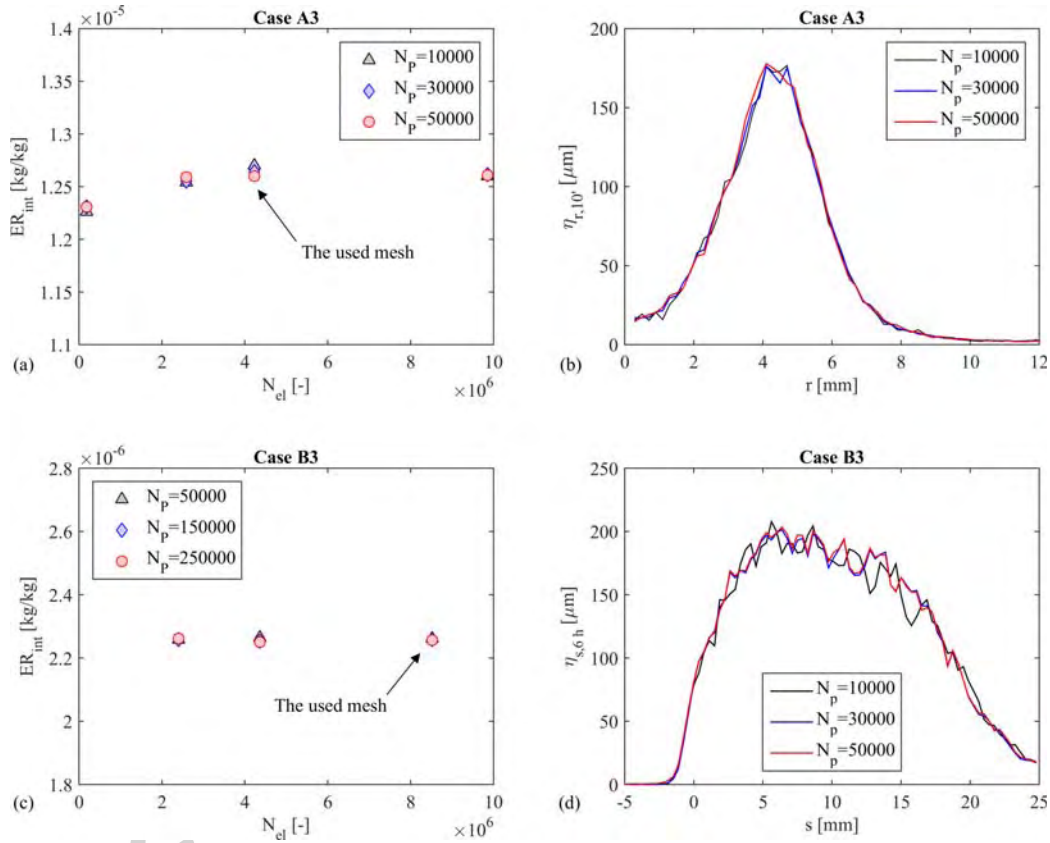 Case A3
×10⁻⁵
1.4
1.35
1.3
1.25
1.2
1.15
1.1
ER_int [kg/kg]
N_P=10000
N_P=30000
N_P=50000
The used mesh
0 2 4 6 8 10
N_el [-]
×10⁶
(a)
Case A3
200
150
100
50
0
η_r,10' [μm]
N_p=10000
N_p=30000
N_p=50000
0 2 4 6 8 10 12
r [mm]
(b)
Case B3
×10⁻⁶
2.8
2.6
2.4
2.2
2
1.8
ER_int [kg/kg]
N_P=50000
N_P=150000
N_P=250000
The used mesh
0 2 4 6 8 10
N_el [-]
×10⁶
(c)
Case B3
250
200
150
100
50
0
η_s,6 h [μm]
N_p=10000
N_p=30000
N_p=50000
-5 0 5 10 15 20 25
s [mm]
(d)